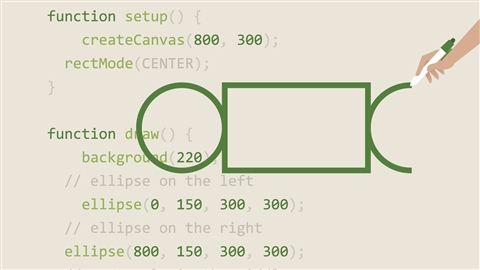 function setup() {
createCanvas(800, 300);
rectMode(CENTER);
}
function draw() {
background(220);
// ellipse on the left
ellipse(0, 150, 300, 300);
// ellipse on the right
ellipse(800, 150, 300, 300);